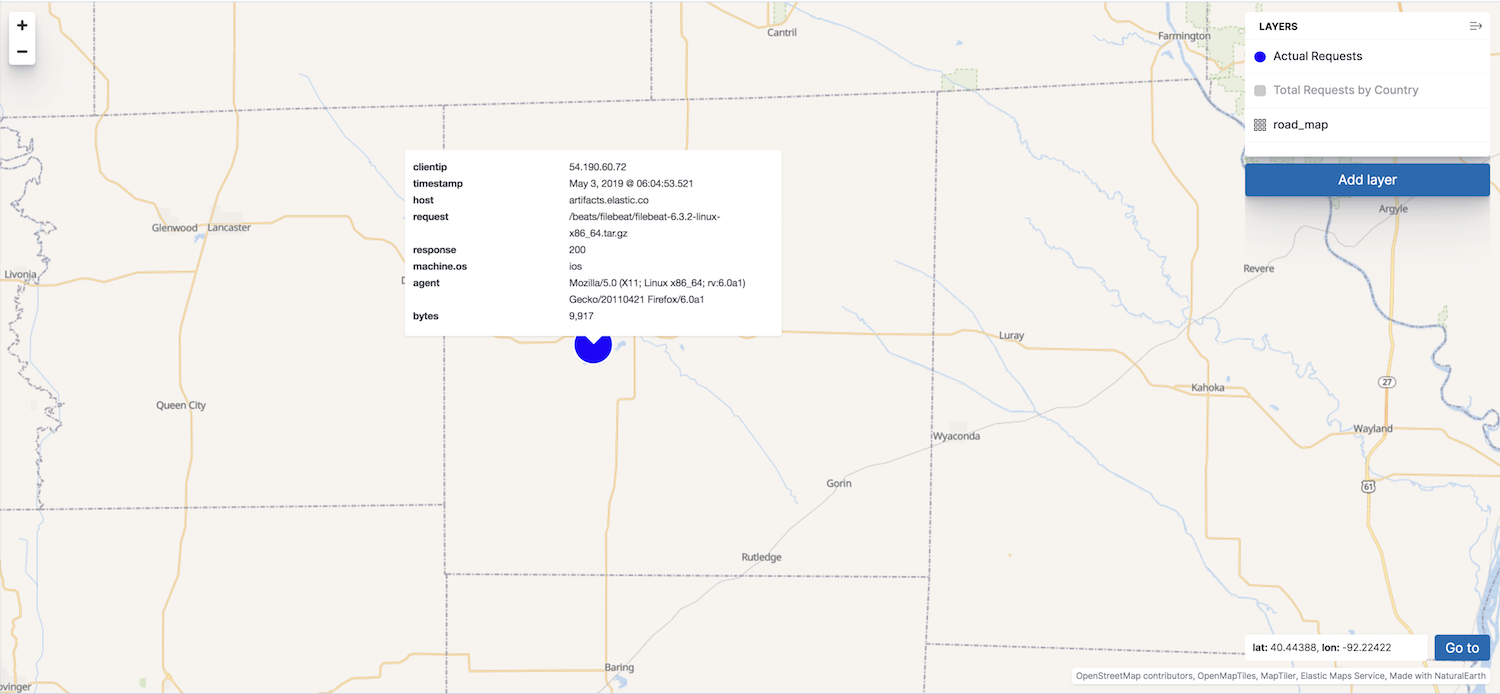 +
−
Cantril
Farmington
LAYERS
Actual Requests
Total Requests by Country
road_map
Add layer
clientip 54.190.60.72
timestamp May 3, 2019 @ 06:04:53.521
host artifacts.elastic.co
request /beats/filebeat/filebeat-6.3.2-linux-
x86_64.tar.gz
response 200
machine.os ios
agent Mozilla/5.0 (X11; Linux x86_64; rv:6.0a1)
Gecko/20110421 Firefox/6.0a1
bytes 9,917
Argyle
Glenwood
Lancaster
Revere
Livonia
Luray
27
Kahoka
Queen City
Wayland
Wyaconda
Gorin
61
Rutledge
Baring
lat: 40.44388, lon: -92.22422
Go to
OpenStreetMap contributors, OpenMapTiles, MapTiler, Elastic Maps Service, Made with NaturalEarth